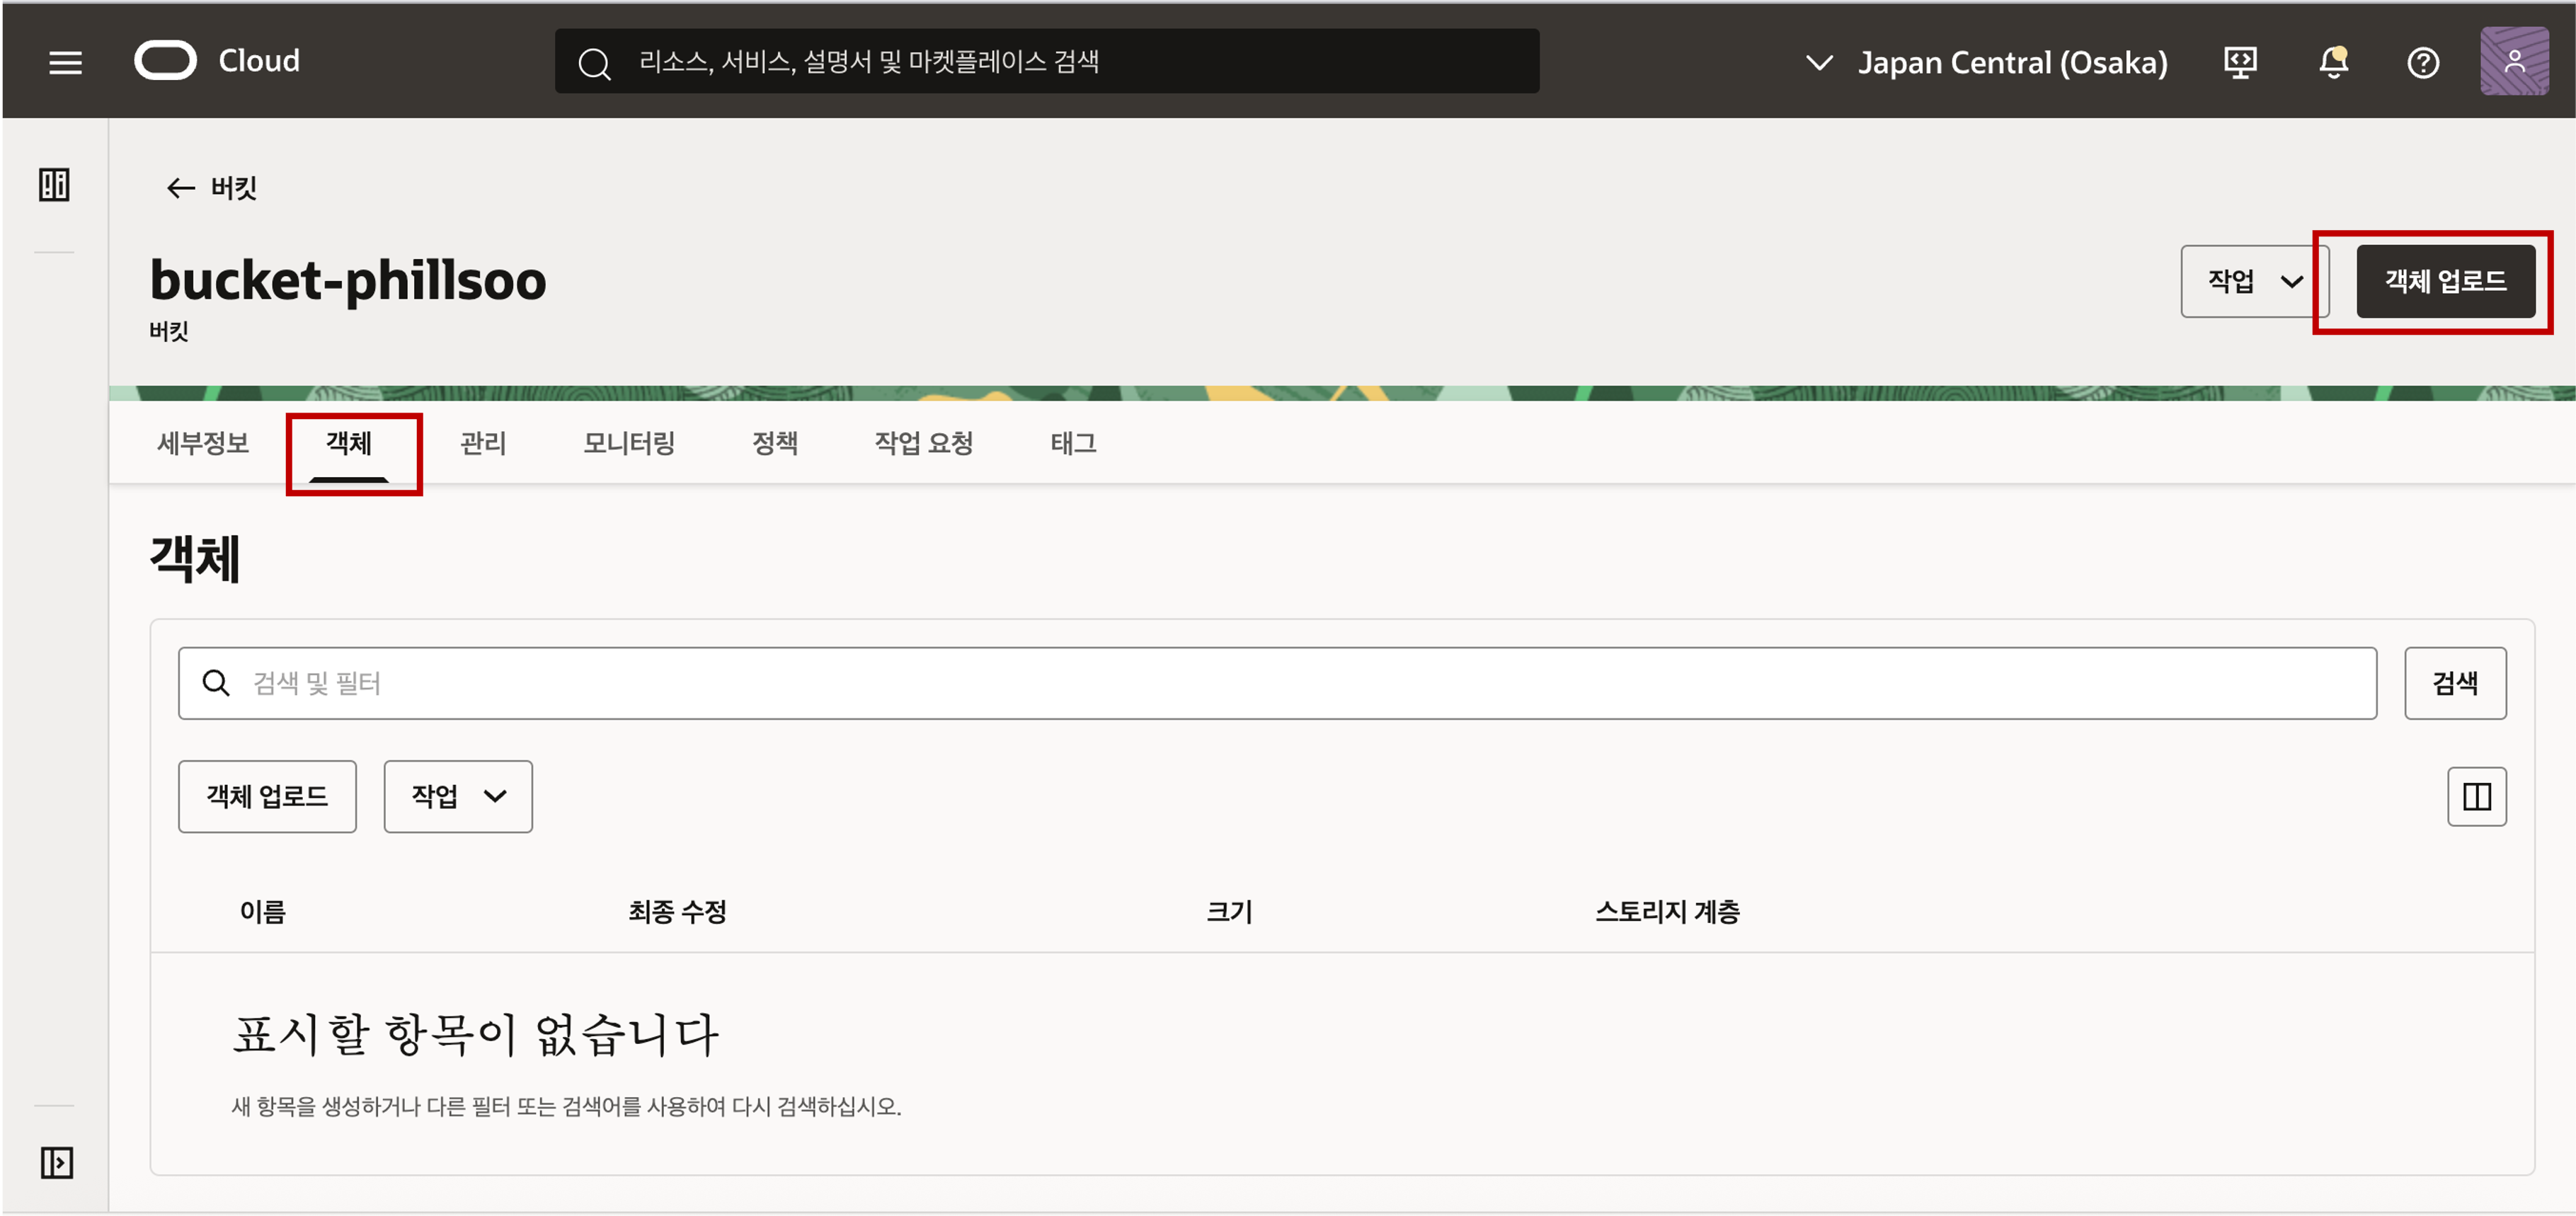 Cloud
리소스, 서비스, 설명서 및 마켓플레이스 검색
Japan Central (Osaka)
버킷
bucket-phillsoo
버킷
작업
객체 업로드
세부정보 객체 관리 모니터링 정책 작업 요청 태그
객체
검색 및 필터
검색
객체 업로드 작업
이름 최종 수정 크기 스토리지 계층
표시할 항목이 없습니다
새 항목을 생성하거나 다른 필터 또는 검색어를 사용하여 다시 검색하십시오.